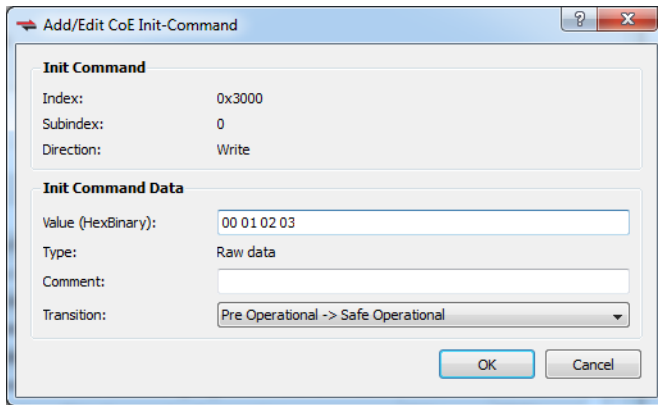 Add/Edit CoE Init-Command
Init Command
Index: 0x3000
Subindex: 0
Direction: Write
Init Command Data
Value (HexBinary): 00 01 02 03
Type: Raw data
Comment:
Transition: Pre Operational -> Safe Operational
OK Cancel